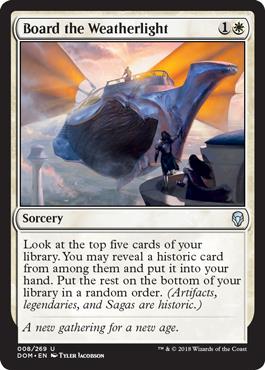 Board the Weatherlight 1
Sorcery
Look at the top five cards of your
library. You may reveal a historic card
from among them and put it into your
hand. Put the rest on the bottom of your
library in a random order. (Artifacts,
legendaries, and Sagas are historic.)
A new gathering for a new age.
008/269 U
DOM • EN Tyler Jacobson
™ & © 2018 Wizards of the Coast